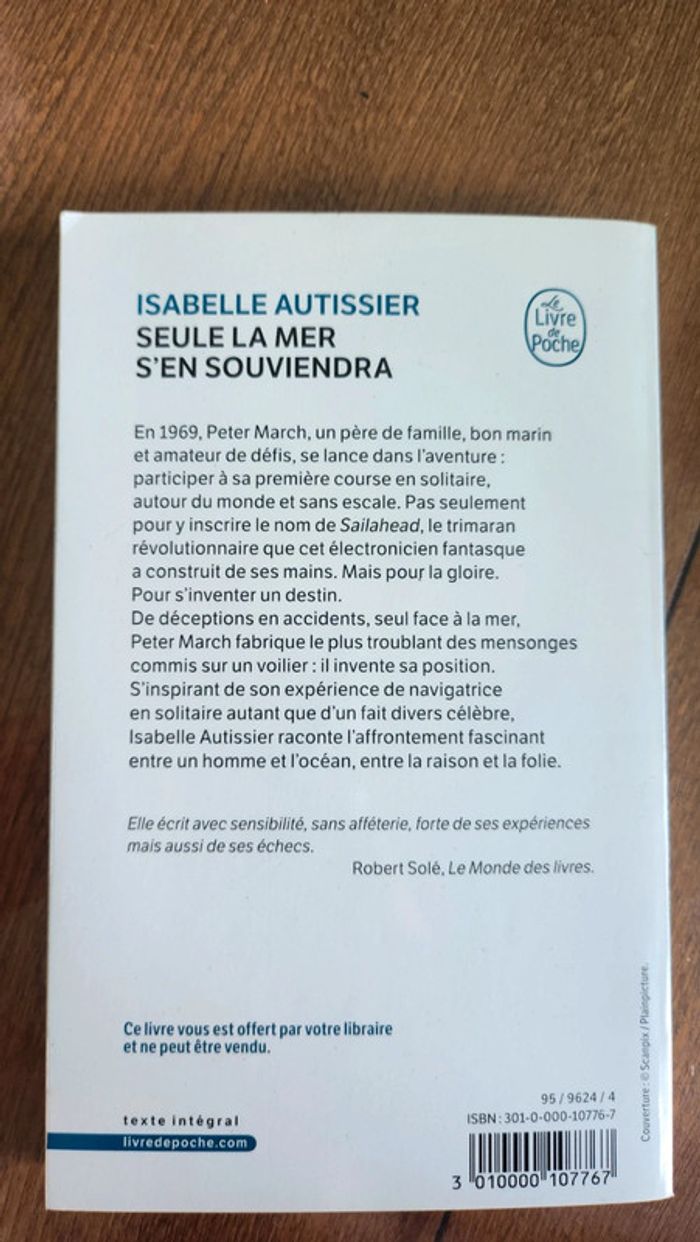 ISABELLE AUTISSIER
SEULE LA MER
S'EN SOUVIENDRA
Le
Livre
de
Poche
En 1969, Peter March, un père de famille, bon marin
et amateur de défis, se lance dans l'aventure :
participer à sa première course en solitaire,
autour du monde et sans escale. Pas seulement
pour y inscrire le nom de Sailahead, le trimaran
révolutionnaire que cet électronicien fantasque
a construit de ses mains. Mais pour la gloire.
Pour s'inventer un destin.
De déceptions en accidents, seul face à la mer,
Peter March fabrique le plus troublant des mensonges
commis sur un voilier : il invente sa position.
S'inspirant de son expérience de navigatrice
en solitaire autant que d'un fait divers célèbre,
Isabelle Autissier raconte l'affrontement fascinant
entre un homme et l'océan, entre la raison et la folie.
Elle écrit avec sensibilité, sans afféterie, forte de ses expériences
mais aussi de ses échecs.
Robert Solé, Le Monde des livres.
Ce livre vous est offert par votre libraire
et ne peut être vendu.
texte intégral
livredepoche.com
95 / 9624 / 4
ISBN : 301-0-000-10776-7
3 010000 107767
Couverture : © Scanpix / Plainpicture.